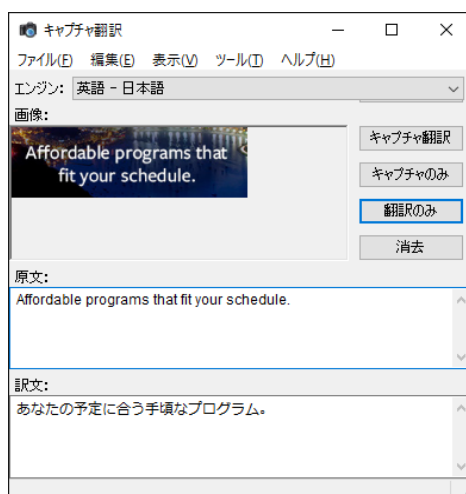 キャプチャ翻訳
ファイル(F) 編集(E) 表示(V) ツール(T) ヘルプ(H)
エンジン: 英語 - 日本語
画像:
Affordable programs that
fit your schedule.
キャプチャ翻訳
キャプチャのみ
翻訳のみ
消去
原文:
Affordable programs that fit your schedule.
訳文:
あなたの予定に合う手頃なプログラム。